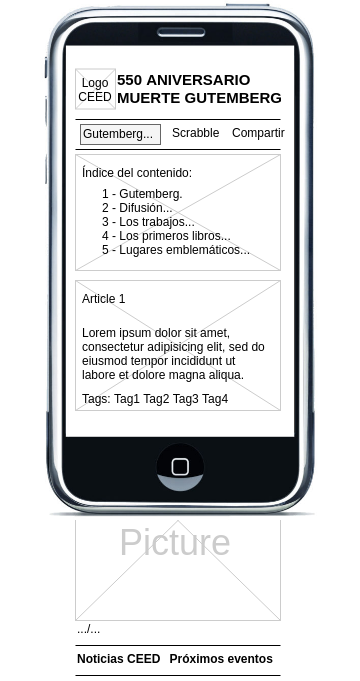 Logo
CEED
550 ANIVERSARIO
MUERTE GUTEMBERG
Gutemberg... Scrabble Compartir
Índice del contenido:
1 - Gutemberg.
2 - Difusión...
3 - Los trabajos...
4 - Los primeros libros...
5 - Lugares emblemáticos...
Article 1
Lorem ipsum dolor sit amet,
consectetur adipisicing elit, sed do
eiusmod tempor incididunt ut
labore et dolore magna aliqua.
Tags: Tag1 Tag2 Tag3 Tag4
Picture
.../...
Noticias CEED Próximos eventos